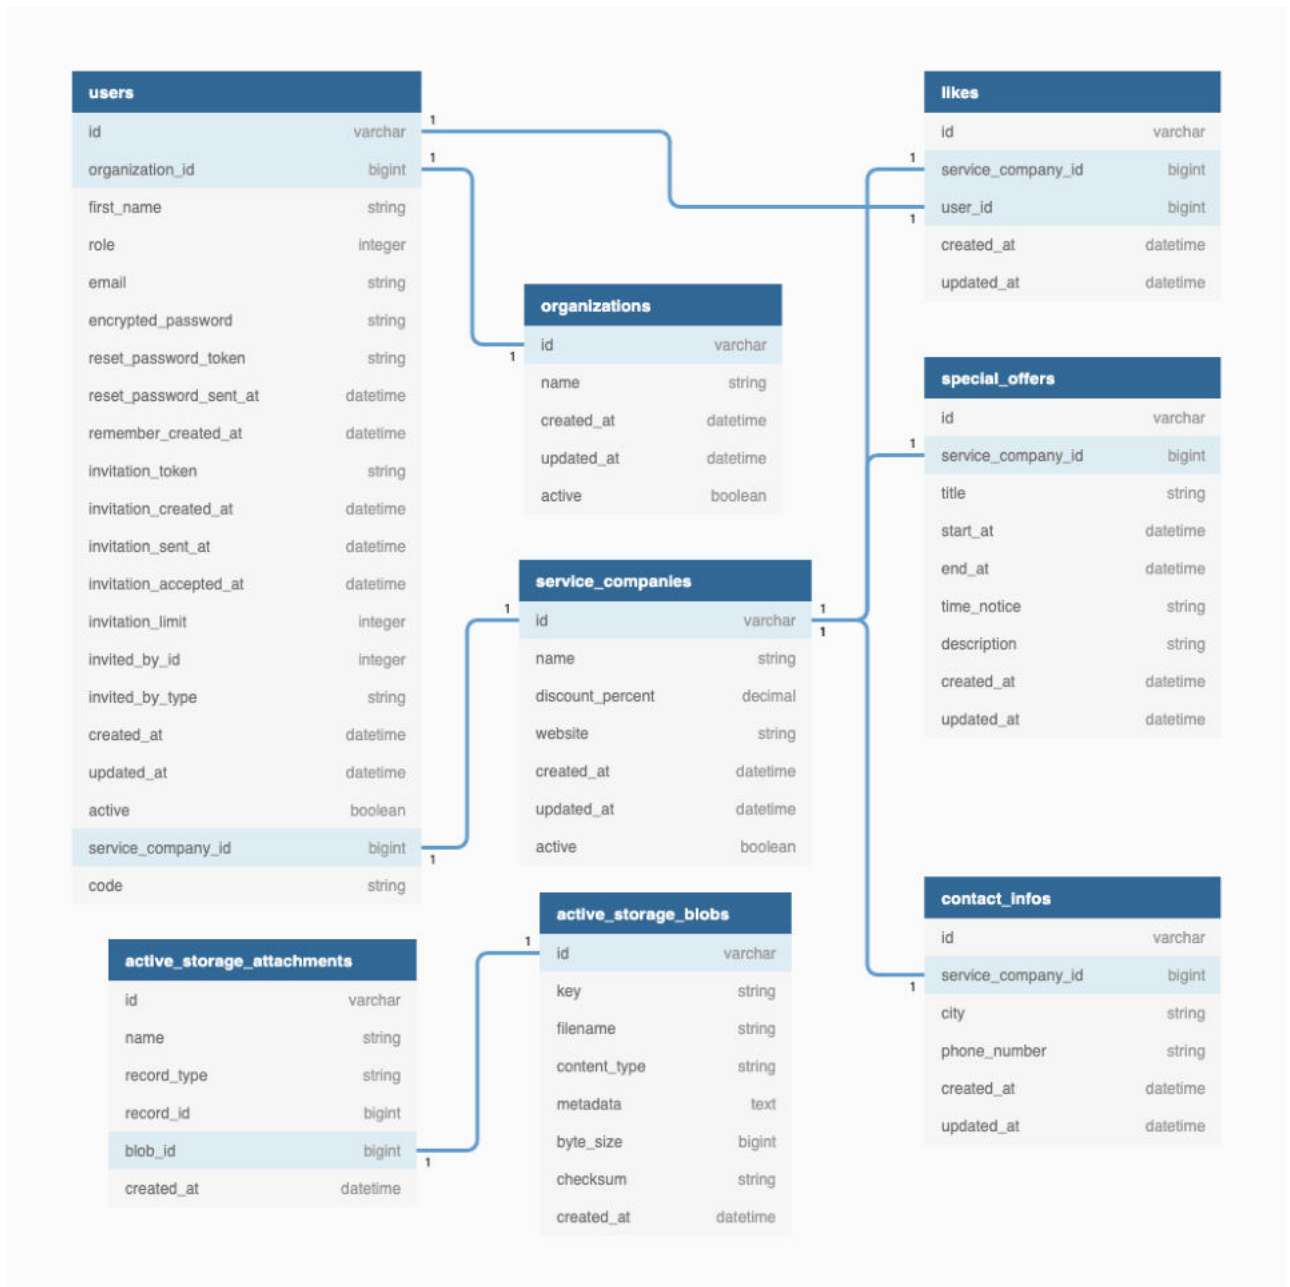 users
id varchar
organization_id bigint
first_name string
role integer
email string
encrypted_password string
reset_password_token string
reset_password_sent_at datetime
remember_created_at datetime
invitation_token string
invitation_created_at datetime
invitation_sent_at datetime
invitation_accepted_at datetime
invitation_limit integer
invited_by_id integer
invited_by_type string
created_at datetime
updated_at datetime
active boolean
service_company_id bigint
code string
1
1
1
organizations
id varchar
name string
created_at datetime
updated_at datetime
active boolean
1
service_companies
id varchar
name string
discount_percent decimal
website string
created_at datetime
updated_at datetime
active boolean
1
1
1
likes
id varchar
service_company_id bigint
user_id bigint
created_at datetime
updated_at datetime
1
1
special_offers
id varchar
service_company_id bigint
title string
start_at datetime
end_at datetime
time_notice string
description string
created_at datetime
updated_at datetime
1
contact_infos
id varchar
service_company_id bigint
city string
phone_number string
created_at datetime
updated_at datetime
1
active_storage_attachments
id varchar
name string
record_type string
record_id bigint
blob_id bigint
created_at datetime
1
active_storage_blobs
id varchar
key string
filename string
content_type string
metadata text
byte_size bigint
checksum string
created_at datetime
1